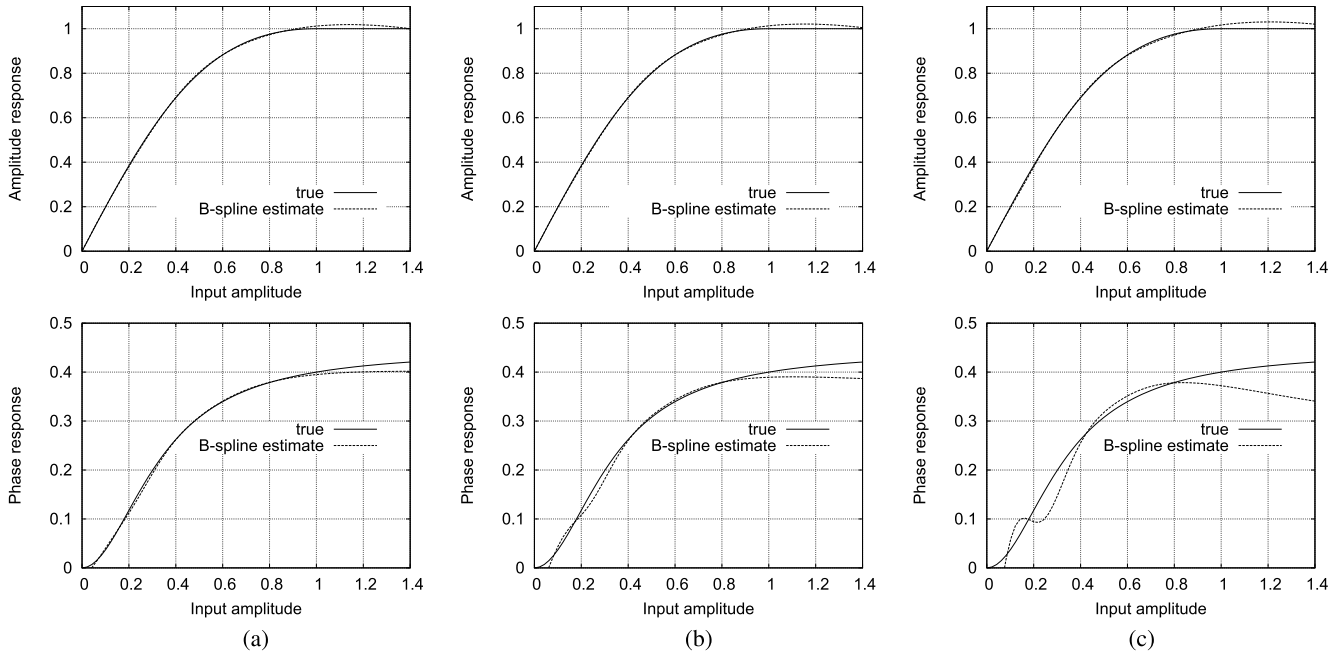 Amplitude response
1
0.8
0.6
0.4
0.2
0
true
B-spline estimate
0 0.2 0.4 0.6 0.8 1 1.2 1.4
Input amplitude
Amplitude response
1
0.8
0.6
0.4
0.2
0
true
B-spline estimate
0 0.2 0.4 0.6 0.8 1 1.2 1.4
Input amplitude
Amplitude response
1
0.8
0.6
0.4
0.2
0
true
B-spline estimate
0 0.2 0.4 0.6 0.8 1 1.2 1.4
Input amplitude
Phase response
0.5
0.4
0.3
0.2
0.1
0
true
B-spline estimate
0 0.2 0.4 0.6 0.8 1 1.2 1.4
Input amplitude
(a)
Phase response
0.5
0.4
0.3
0.2
0.1
0
true
B-spline estimate
0 0.2 0.4 0.6 0.8 1 1.2 1.4
Input amplitude
(b)
Phase response
0.5
0.4
0.3
0.2
0.1
0
true
B-spline estimate
0 0.2 0.4 0.6 0.8 1 1.2 1.4
Input amplitude
(c)